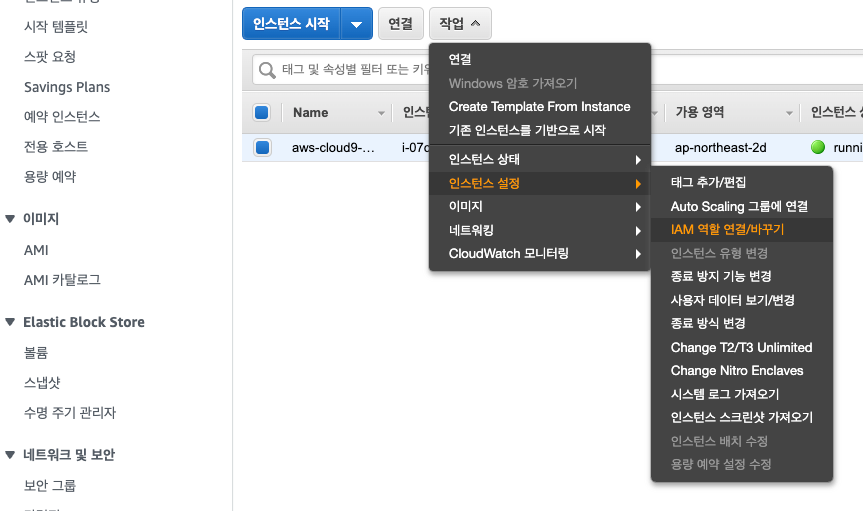 시작 템플릿
스팟 요청
Savings Plans
예약 인스턴스
전용 호스트
용량 예약
이미지
AMI
AMI 카탈로그
Elastic Block Store
볼륨
스냅샷
수명 주기 관리자
네트워크 및 보안
보안 그룹
인스턴스 시작
연결
작업
태그 및 속성별 필터 또는 키워
Name
인스턴
가용 영역
인스턴스 상
aws-cloud9-...
i-07c
ap-northeast-2d
runni
연결
Windows 암호 가져오기
Create Template From Instance
기존 인스턴스를 기반으로 시작
인스턴스 상태
인스턴스 설정
이미지
네트워킹
CloudWatch 모니터링
태그 추가/편집
Auto Scaling 그룹에 연결
IAM 역할 연결/바꾸기
인스턴스 유형 변경
종료 방지 기능 변경
사용자 데이터 보기/변경
종료 방식 변경
Change T2/T3 Unlimited
Change Nitro Enclaves
시스템 로그 가져오기
인스턴스 스크린샷 가져오기
인스턴스 배치 수정
용량 예약 설정 수정